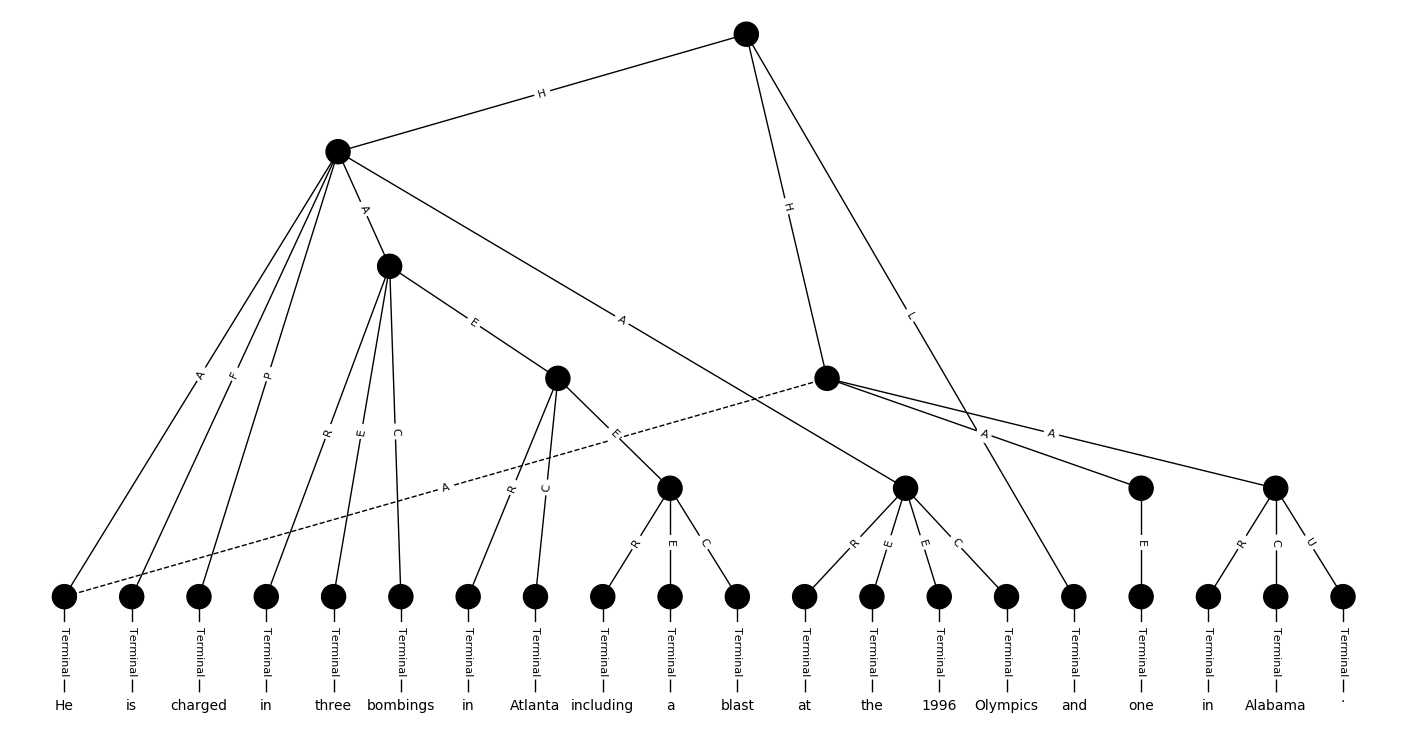 H
A
H
L
E
A
A
F
P
R
E
C
E
A
A
A
R
C
R
E
C
R
E
E
C
E
R
C
U
Terminal Terminal Terminal Terminal Terminal Terminal Terminal Terminal Terminal Terminal Terminal Terminal Terminal Terminal Terminal Terminal Terminal Terminal Terminal Terminal
He is charged in three bombings in Atlanta including a blast at the 1996 Olympics and one in Alabama .